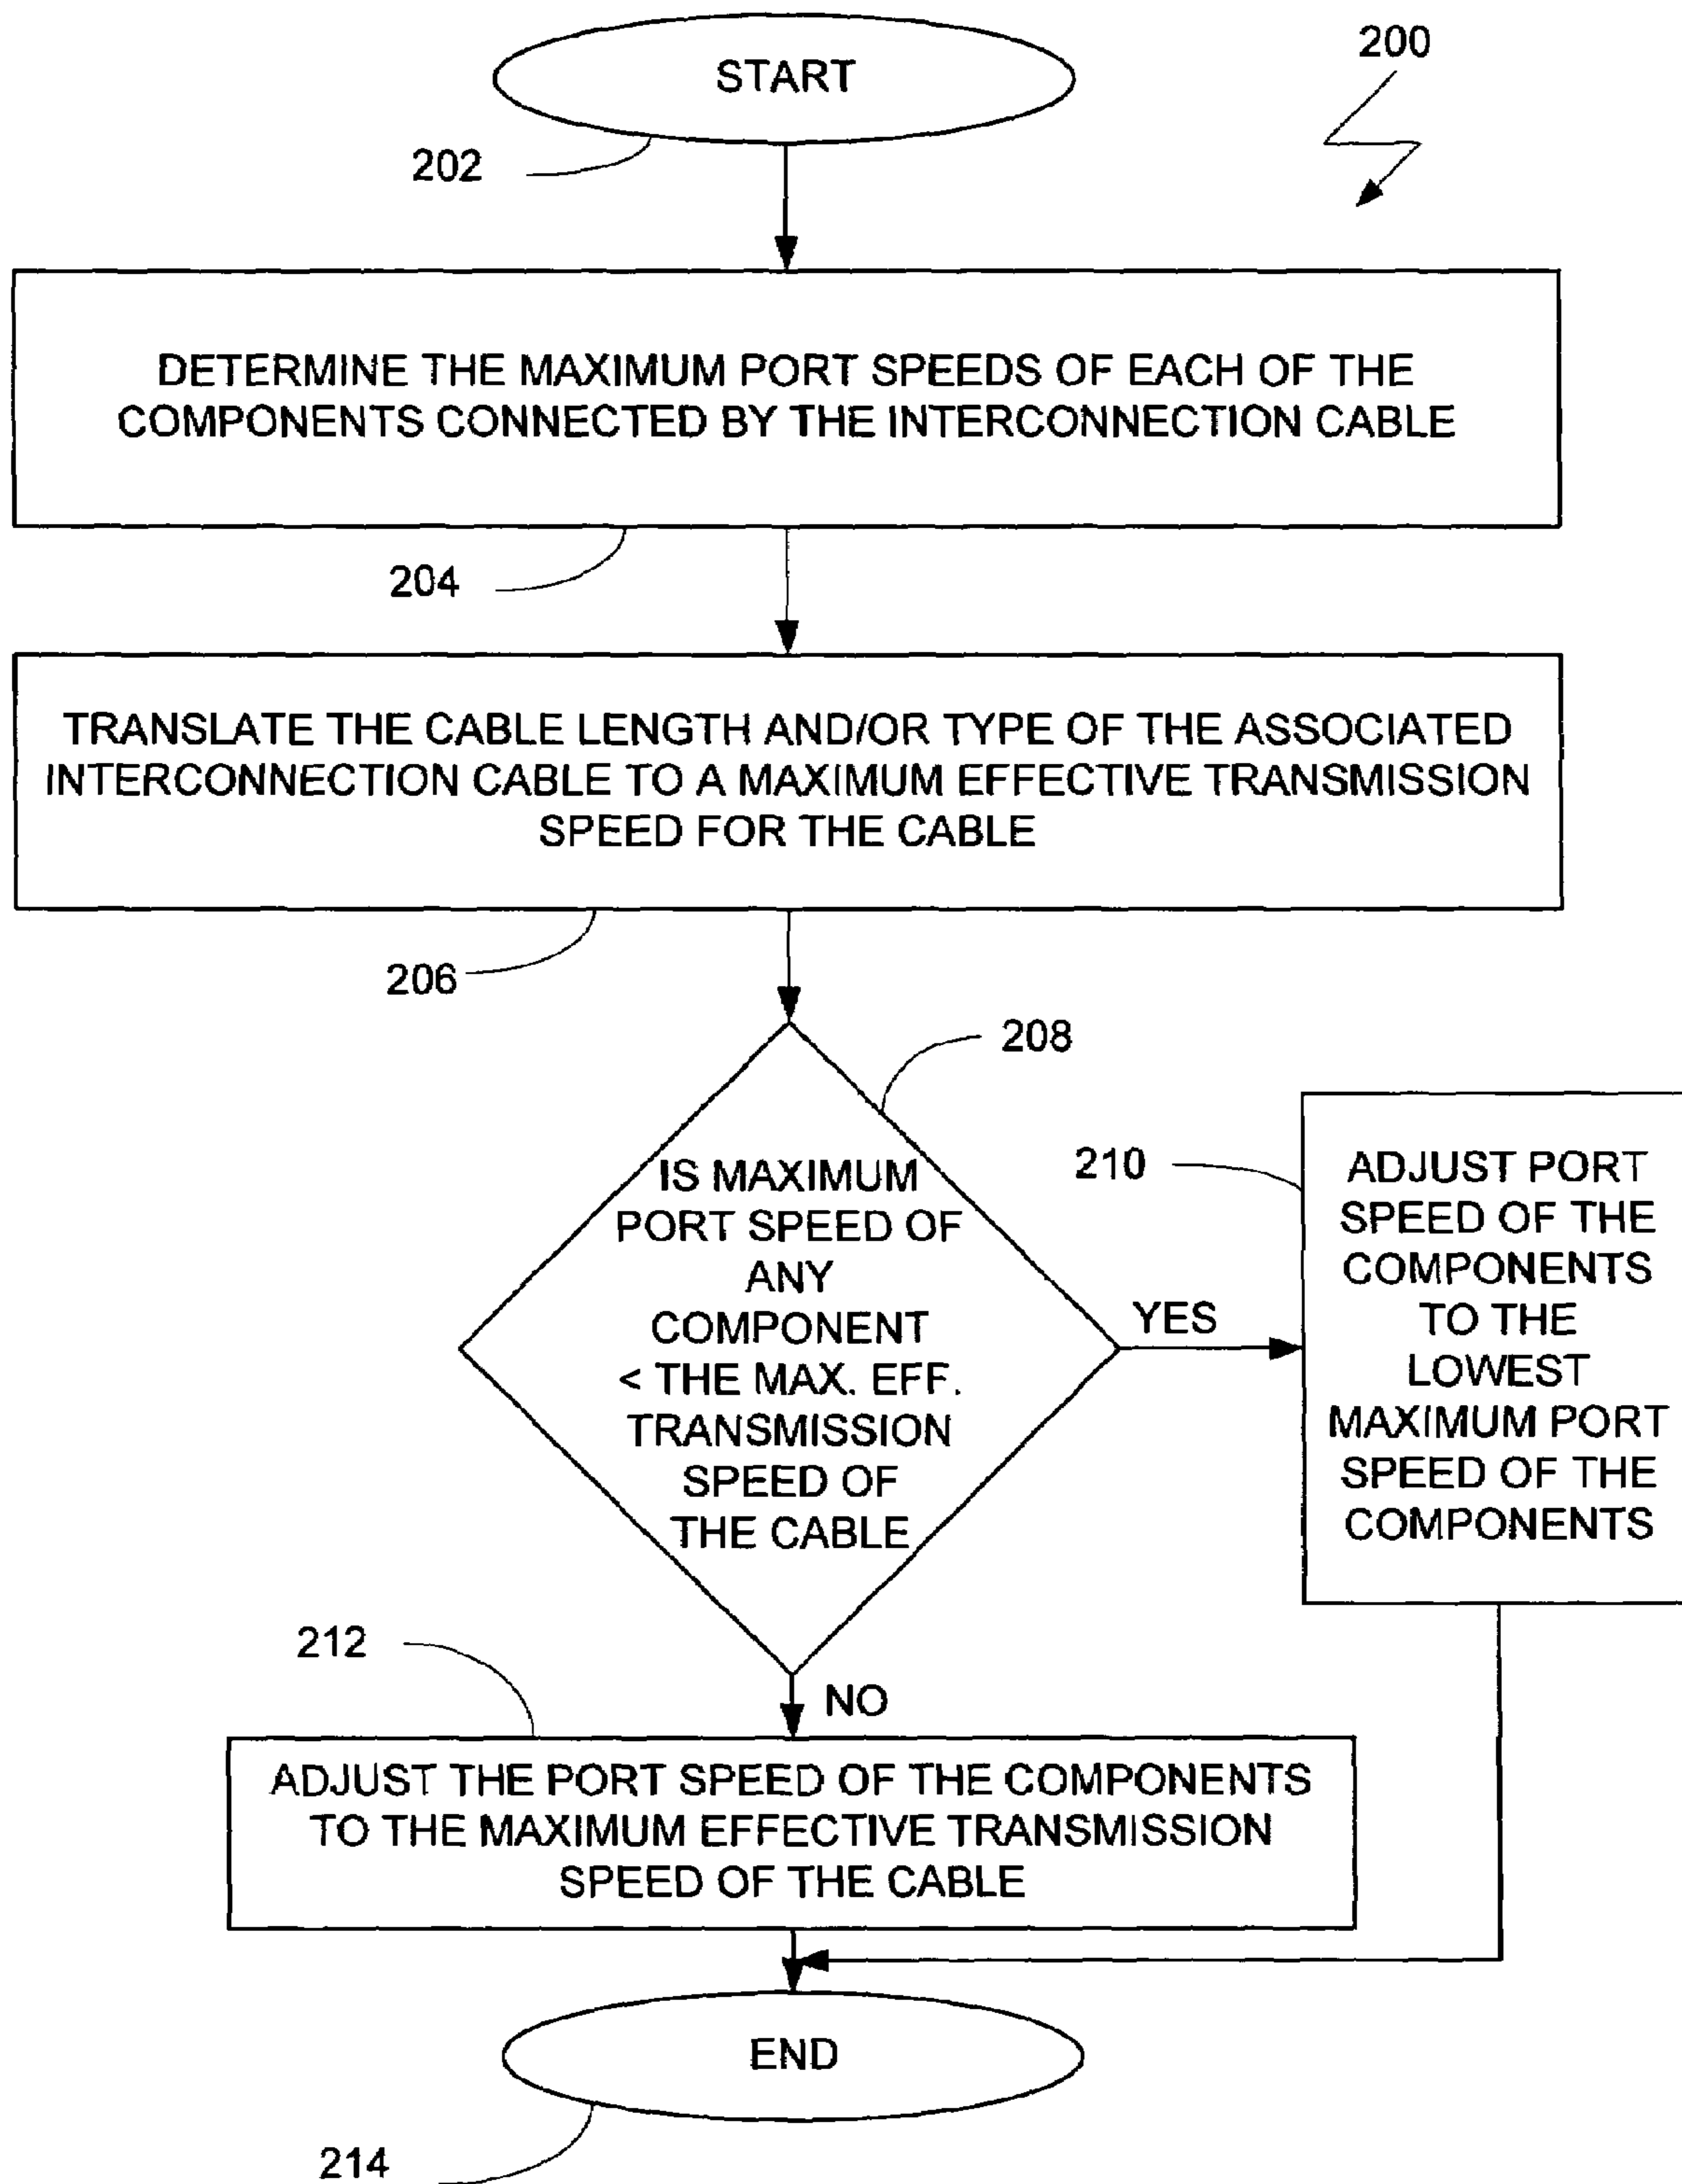 START
200
202
DETERMINE THE MAXIMUM PORT SPEEDS OF EACH OF THE
COMPONENTS CONNECTED BY THE INTERCONNECTION CABLE
204
TRANSLATE THE CABLE LENGTH AND/OR TYPE OF THE ASSOCIATED
INTERCONNECTION CABLE TO A MAXIMUM EFFECTIVE TRANSMISSION
SPEED FOR THE CABLE
206
208
IS MAXIMUM
PORT SPEED OF
ANY
COMPONENT
< THE MAX. EFF.
TRANSMISSION
SPEED OF
THE CABLE
YES
210
ADJUST PORT
SPEED OF THE
COMPONENTS
TO THE
LOWEST
MAXIMUM PORT
SPEED OF THE
COMPONENTS
NO
212
ADJUST THE PORT SPEED OF THE COMPONENTS
TO THE MAXIMUM EFFECTIVE TRANSMISSION
SPEED OF THE CABLE
END
214